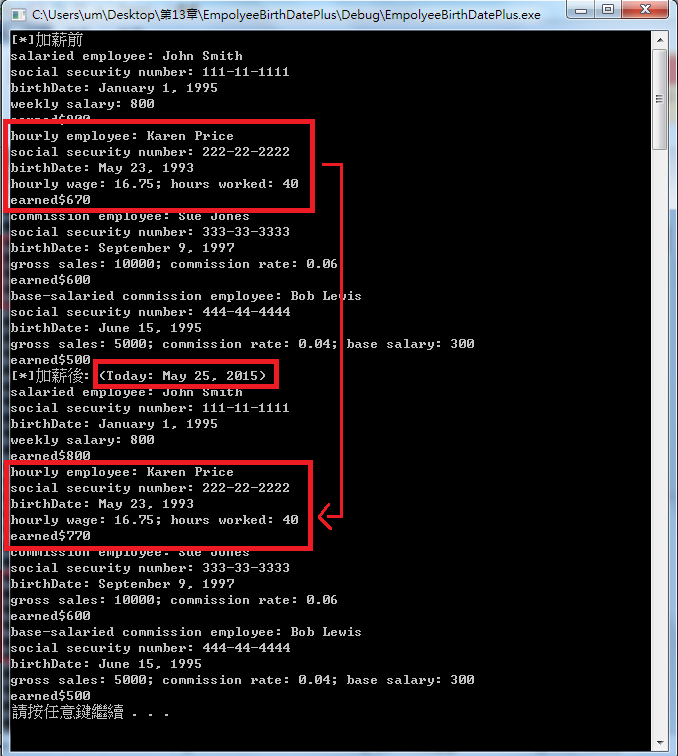 C:\Users\um\Desktop\第13章\EmpolyeeBirthDatePlus\Debug\EmpolyeeBirthDatePlus.exe
[*]加薪前
salaried employee: John Smith
social security number: 111-11-1111
birthDate: January 1, 1995
weekly salary: 800
earned$800
hourly employee: Karen Price
social security number: 222-22-2222
birthDate: May 23, 1993
hourly wage: 16.75; hours worked: 40
earned$670
commission employee: Sue Jones
social security number: 333-33-3333
birthDate: September 9, 1997
gross sales: 10000; commission rate: 0.06
earned$600
base-salaried commission employee: Bob Lewis
social security number: 444-44-4444
birthDate: June 15, 1995
gross sales: 5000; commission rate: 0.04; base salary: 300
earned$500
[*]加薪後: (Today: May 25, 2015)
salaried employee: John Smith
social security number: 111-11-1111
birthDate: January 1, 1995
weekly salary: 800
earned$800
hourly employee: Karen Price
social security number: 222-22-2222
birthDate: May 23, 1993
hourly wage: 16.75; hours worked: 40
earned$770
commission employee: Sue Jones
social security number: 333-33-3333
birthDate: September 9, 1997
gross sales: 10000; commission rate: 0.06
earned$600
base-salaried commission employee: Bob Lewis
social security number: 444-44-4444
birthDate: June 15, 1995
gross sales: 5000; commission rate: 0.04; base salary: 300
earned$500
請按任意鍵繼續 . . .